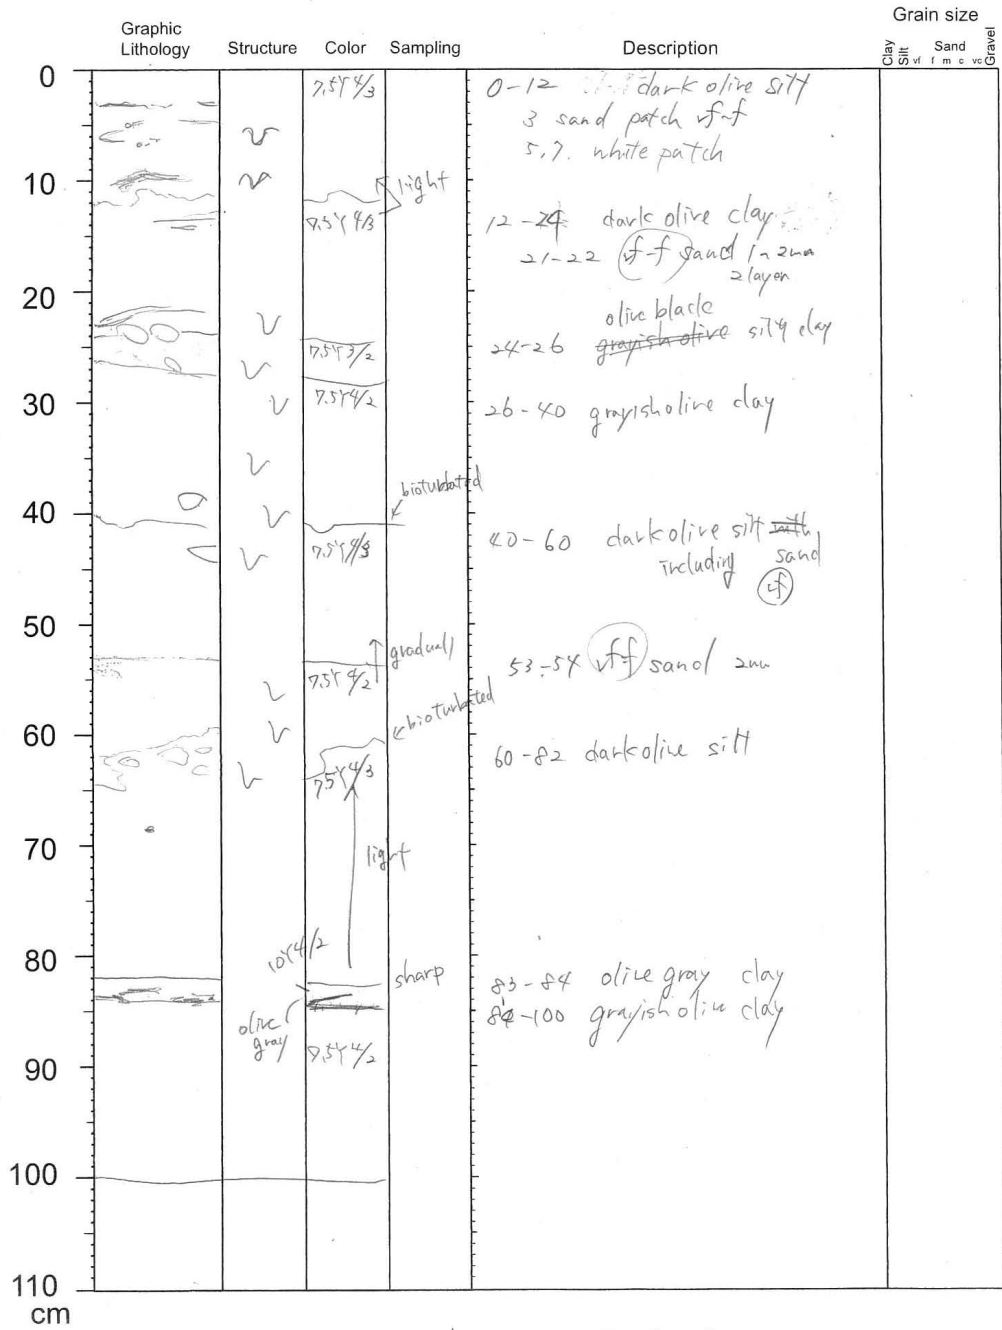 Graphic Lithology Structure Color Sampling Description Grain size
Clay Silt vf f m c vc Gravel
Sand
0
7.5Y 4/3
0-12 dark olive silt
3 sand patch vf-f
5,7. white patch
10
light
7.5Y 4/3
12-24 dark olive clay
21-22 vf-f sand 1~2mm
2 layer
20
olive black
24-26 grayish olive silty clay
7.5Y 3/2
7.5Y 4/2
30
26-40 grayish olive clay
bioturbated
40
7.5Y 4/3
40-60 dark olive silt with
including sand
vf
50
gradual
7.5Y 4/2
53-54 vf-f sand 2mm
bioturbated
60
60-82 dark olive silt
7.5Y 4/3
70
light
80
10Y 4/2
sharp
83-84 olive gray clay
84-100 grayish olive clay
olive
gray
7.5Y 4/2
90
100
110
cm